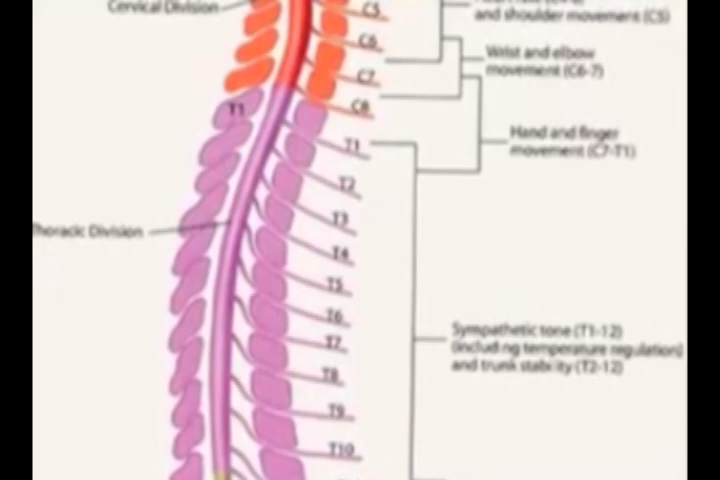 Cervical Division
C5
and shoulder movement (C5)
C6
Wrist and elbow
movement (C6-7)
C7
T1
C8
Hand and finger
movement (C7-T1)
T1
T2
T3
Thoracic Division
T4
T5
T6
Sympathetic tone (T1-12)
(including temperature regulation)
and trunk stability (T2-12)
T7
T8
T9
T10